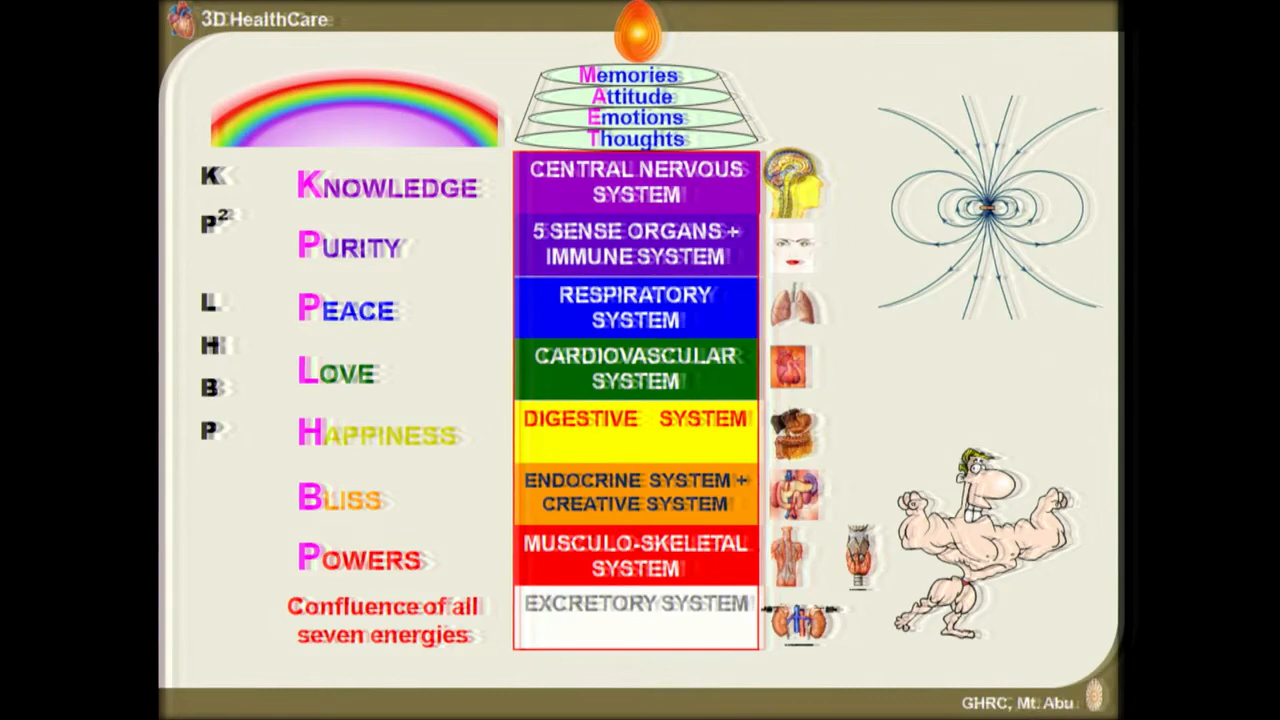 3D HealthCare
Memories
Attitude
Emotions
Thoughts
K
P2
L
H
B
P
KNOWLEDGE
PURITY
PEACE
LOVE
HAPPINESS
BLISS
POWERS
Confluence of all
seven energies
CENTRAL NERVOUS
SYSTEM
5 SENSE ORGANS +
IMMUNE SYSTEM
RESPIRATORY
SYSTEM
CARDIOVASCULAR
SYSTEM
DIGESTIVE SYSTEM
ENDOCRINE SYSTEM +
CREATIVE SYSTEM
MUSCULO-SKELETAL
SYSTEM
EXCRETORY SYSTEM
GHRC, Mt. Abu